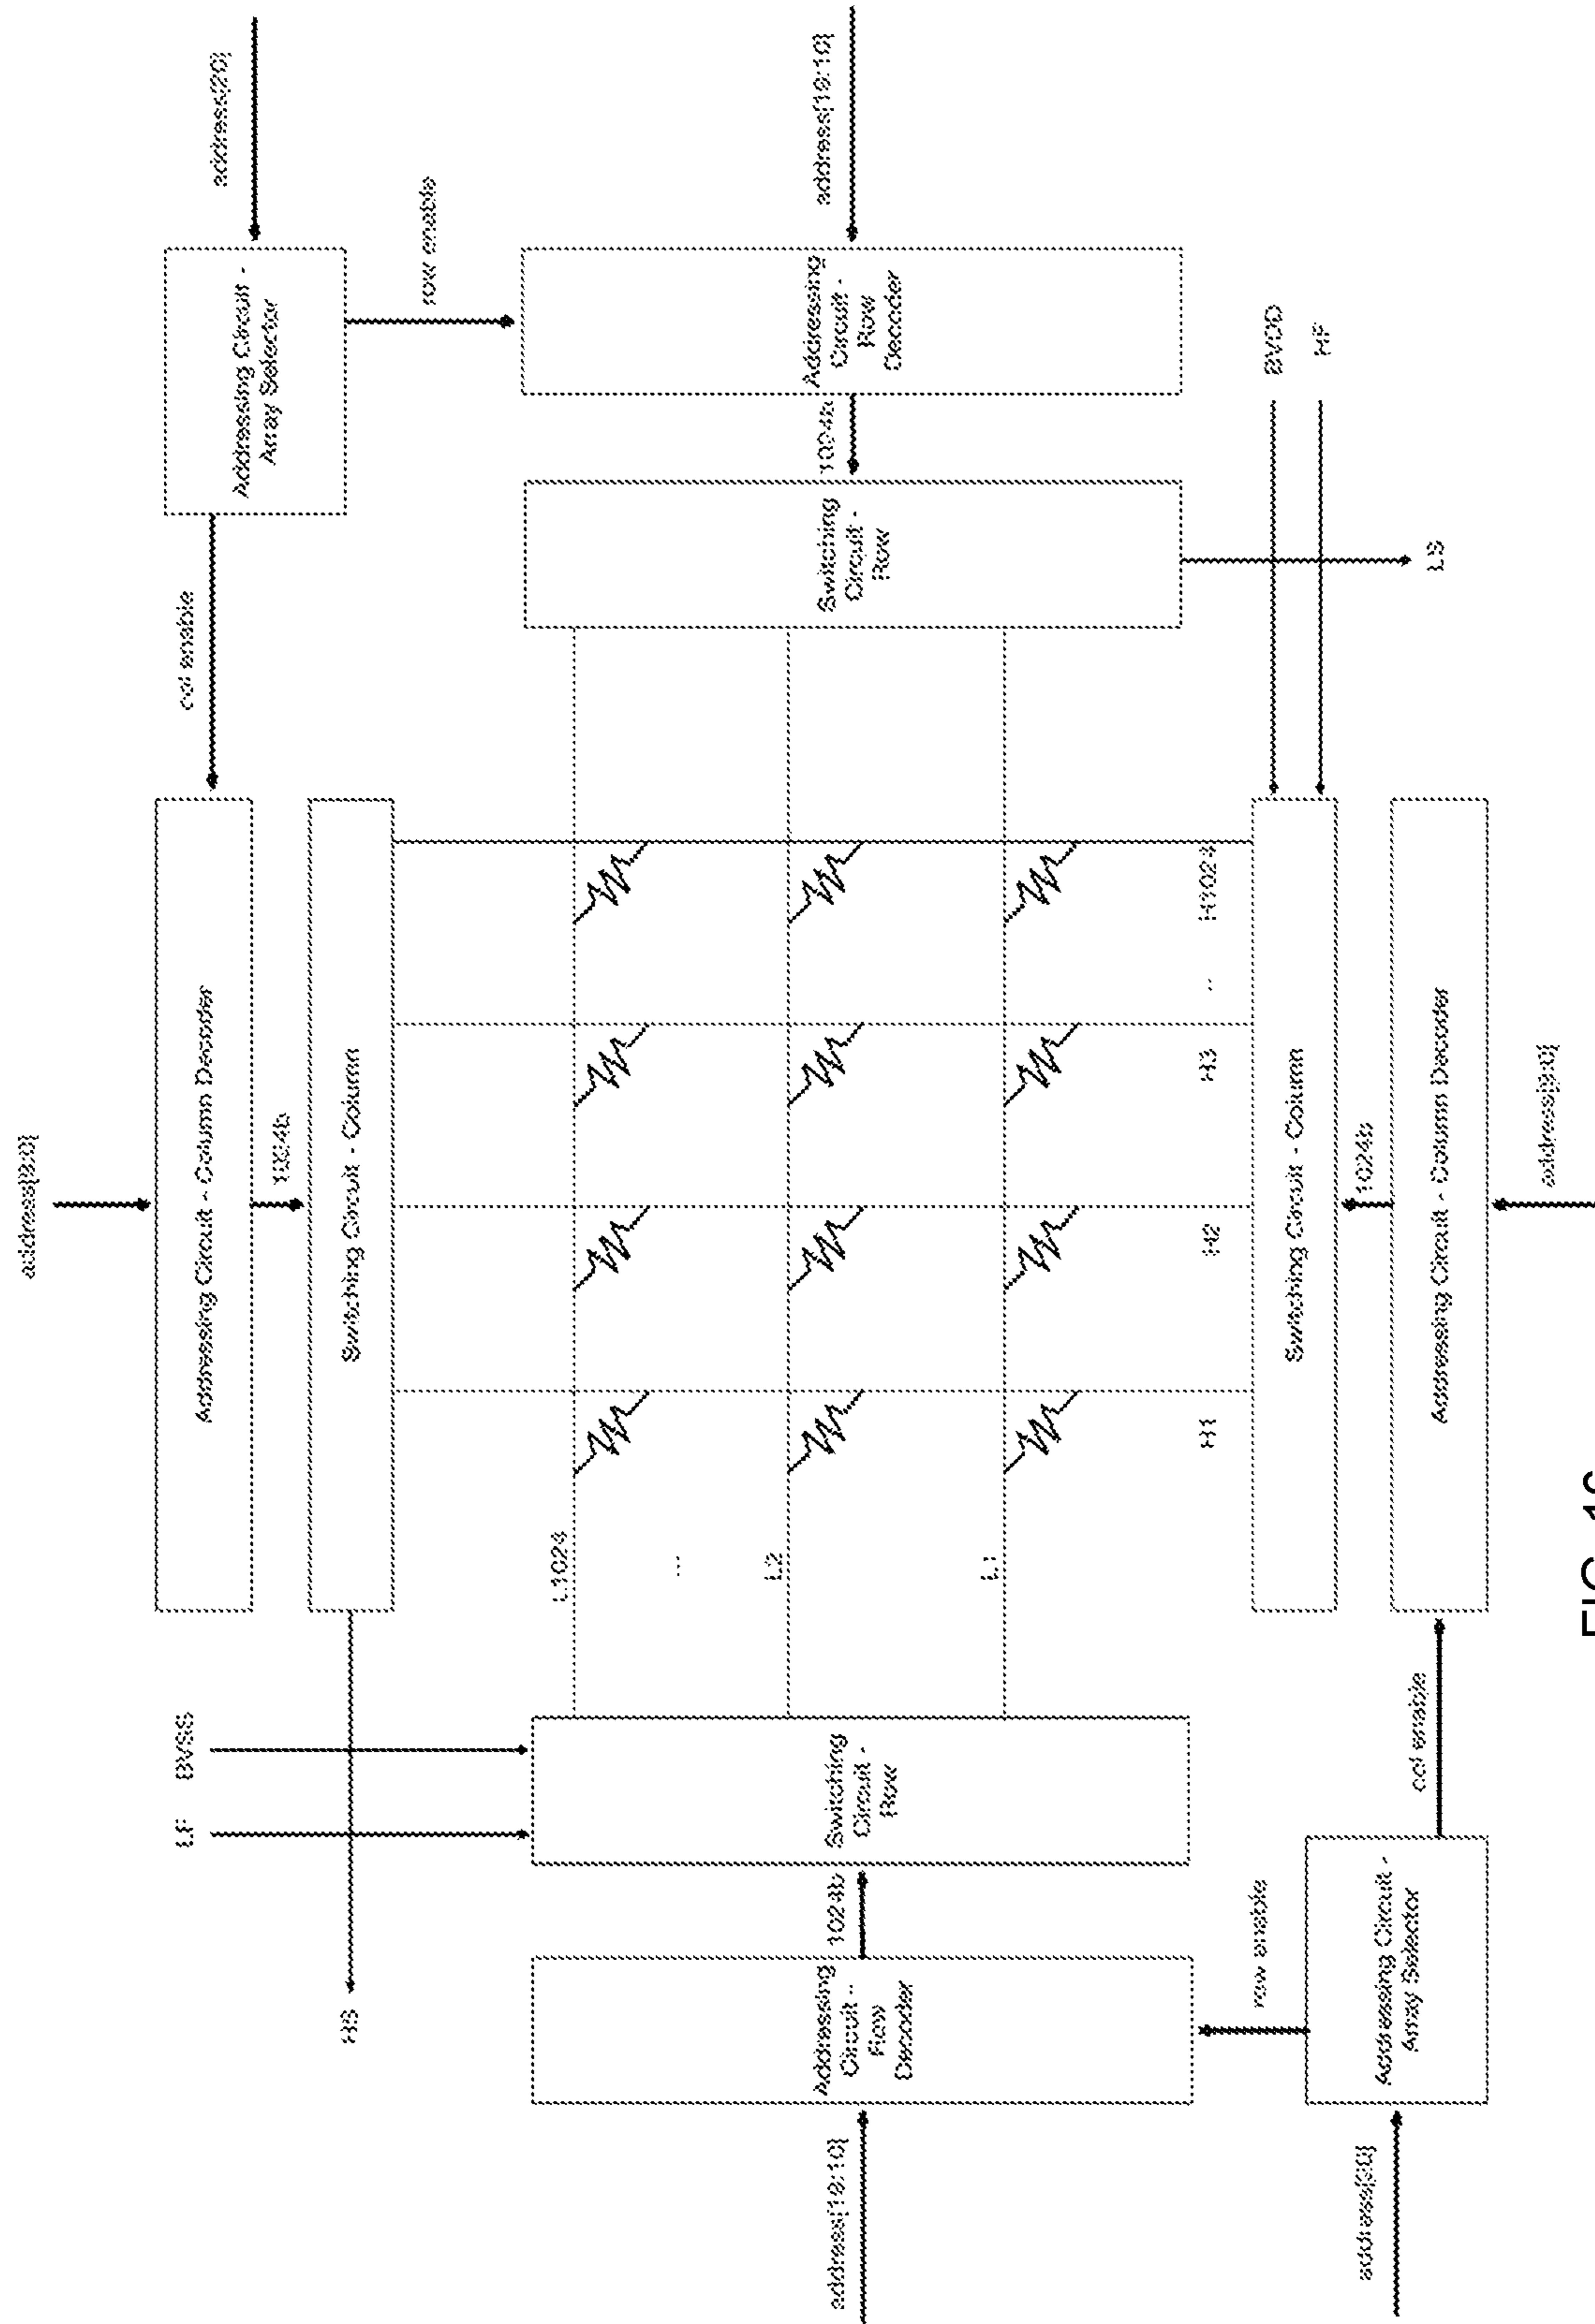 address[20]
Addressing Circuit -
Array Selector
row enable
col enable
address[19:10]
Addressing
Circuit -
Row
Decoder
1024b
Switching
Circuit -
Row
LS
BVDD
HF
address[9:0]
Addressing Circuit - Column Decoder
1024b
Switching Circuit - Column
HS
L1024
...
L2
L1
H1
H2
H3
..
H1024
Switching Circuit - Column
1024b
Addressing Circuit - Column Decoder
address[9:0]
LF
BVSS
Switching
Circuit -
Row
1024b
Addressing
Circuit -
Row
Decoder
address[19:10]
row enable
col enable
Addressing Circuit -
Array Selector
address[20]